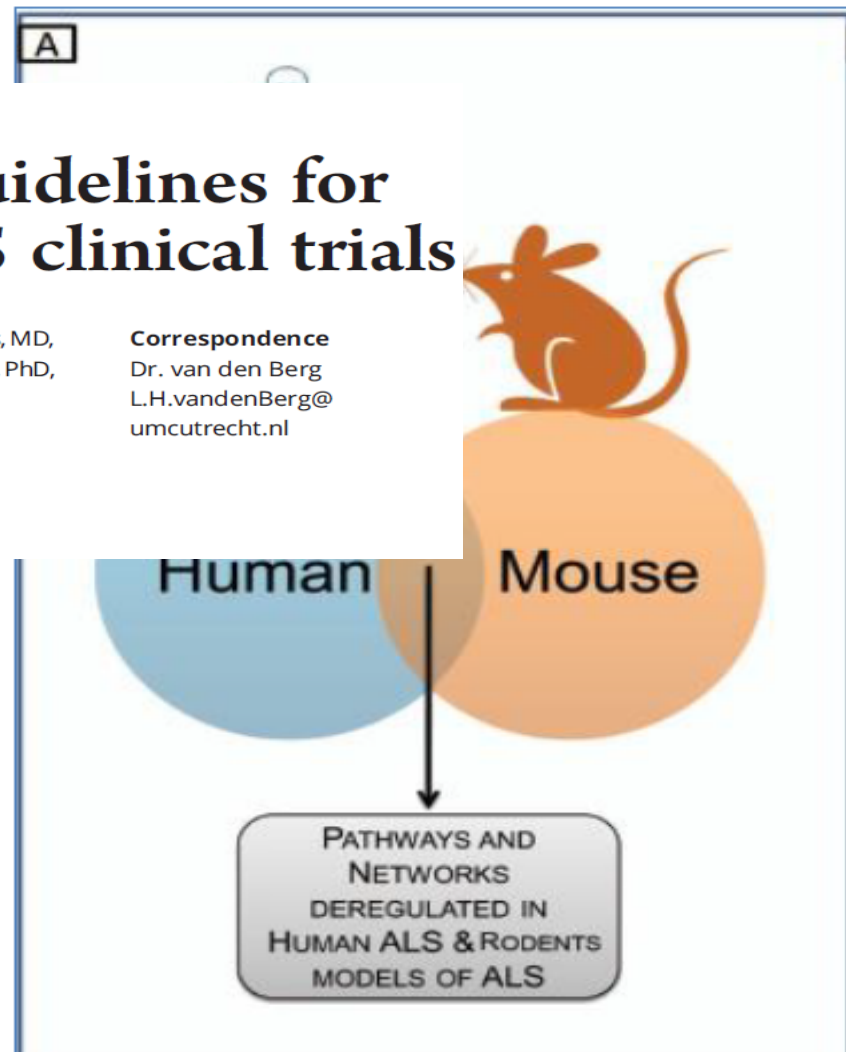 A
uidelines for
S clinical trials
, MD,
PhD,
Correspondence
Dr. van den Berg
L.H.vandenBerg@
umcutrecht.nl
Human
Mouse
PATHWAYS AND
NETWORKS
DEREGULATED IN
HUMAN ALS & RODENTS
MODELS OF ALS